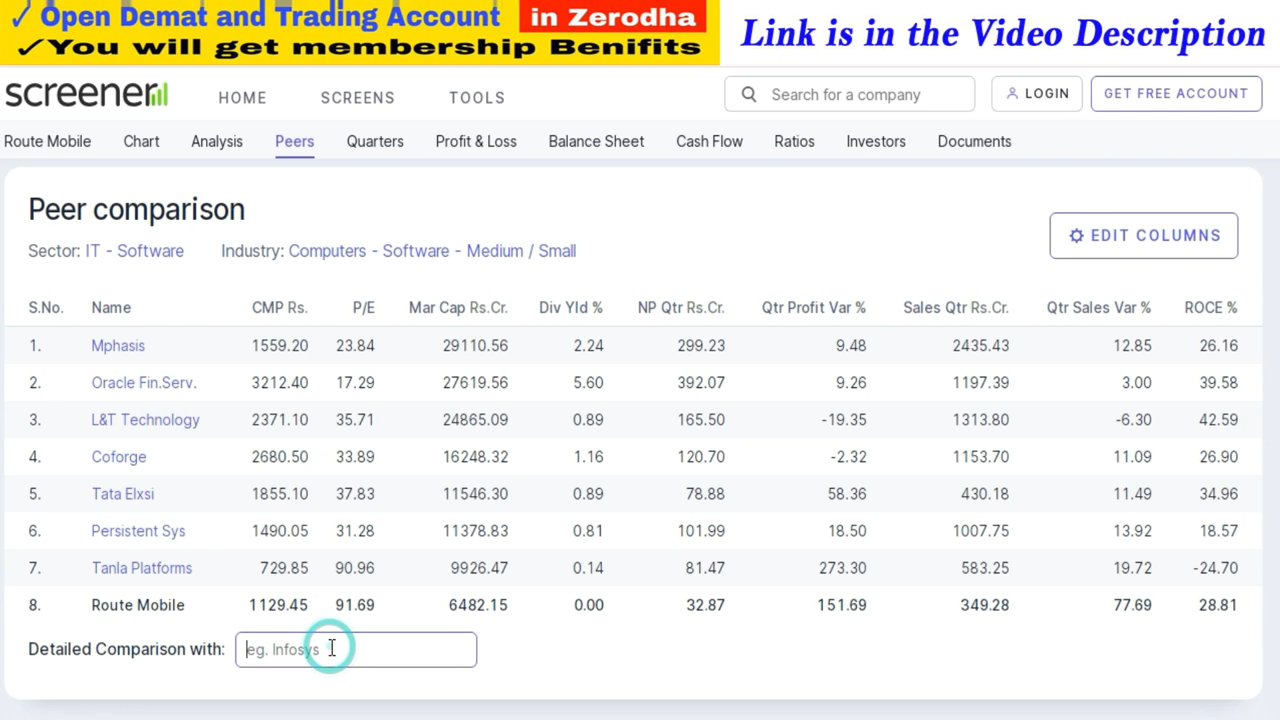 ✓ Open Demat and Trading Account in Zerodha
✓You will get membership Benifits
Link is in the Video Description
screener
HOME SCREENS TOOLS
Search for a company
LOGIN
GET FREE ACCOUNT
Route Mobile Chart Analysis Peers Quarters Profit & Loss Balance Sheet Cash Flow Ratios Investors Documents
Peer comparison
Sector: IT - Software Industry: Computers - Software - Medium / Small
EDIT COLUMNS
S.No. Name CMP Rs. P/E Mar Cap Rs.Cr. Div Yld % NP Qtr Rs.Cr. Qtr Profit Var % Sales Qtr Rs.Cr. Qtr Sales Var % ROCE %
1. Mphasis 1559.20 23.84 29110.56 2.24 299.23 9.48 2435.43 12.85 26.16
2. Oracle Fin.Serv. 3212.40 17.29 27619.56 5.60 392.07 9.26 1197.39 3.00 39.58
3. L&T Technology 2371.10 35.71 24865.09 0.89 165.50 -19.35 1313.80 -6.30 42.59
4. Coforge 2680.50 33.89 16248.32 1.16 120.70 -2.32 1153.70 11.09 26.90
5. Tata Elxsi 1855.10 37.83 11546.30 0.89 78.88 58.36 430.18 11.49 34.96
6. Persistent Sys 1490.05 31.28 11378.83 0.81 101.99 18.50 1007.75 13.92 18.57
7. Tanla Platforms 729.85 90.96 9926.47 0.14 81.47 273.30 583.25 19.72 -24.70
8. Route Mobile 1129.45 91.69 6482.15 0.00 32.87 151.69 349.28 77.69 28.81
Detailed Comparison with: eg. Infosys